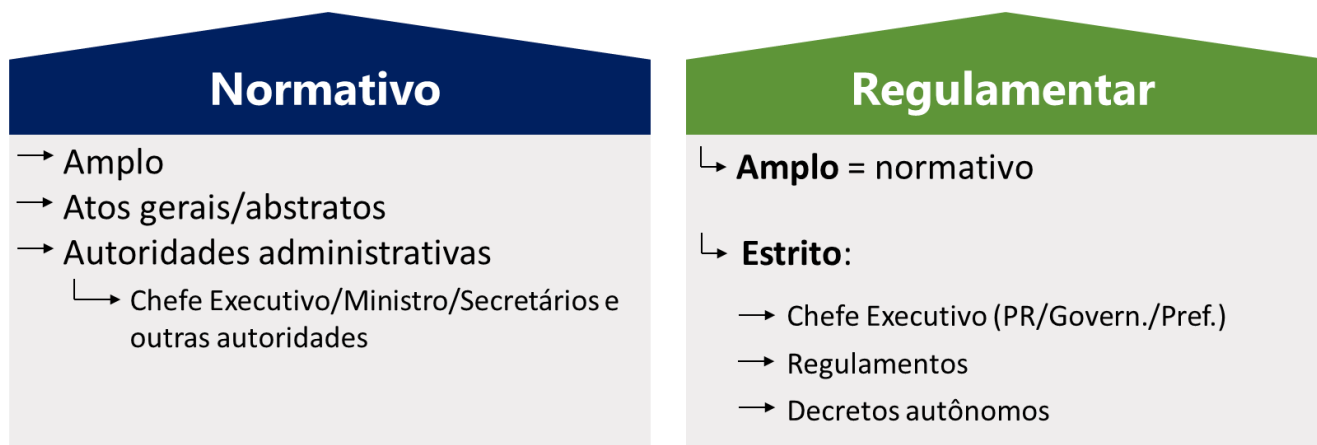 Normativo
Amplo
Atos gerais/abstratos
Autoridades administrativas
Chefe Executivo/Ministro/Secretários e
outras autoridades
Regulamentar
Amplo = normativo
Estrito:
Chefe Executivo (PR/Govern./Pref.)
Regulamentos
Decretos autônomos